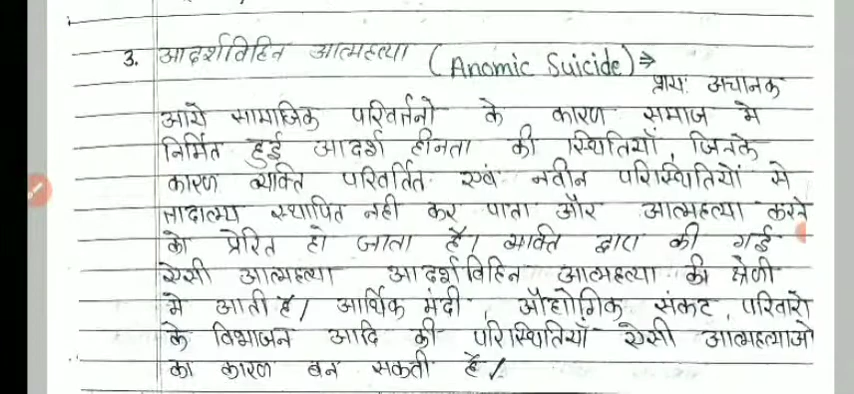 3. आदर्शविहिन आत्महत्या (Anomic Suicide) ⇒
प्रायः अचानक
आये सामाजिक परिवर्तनो के कारण समाज मे
निर्मित हुई आदर्श हीनता की स्थितियाँ, जिनके
कारण व्यक्ति परिवर्तित एवं नवीन परिस्थितियों मे
तादात्म्य स्थापित नही कर पाता और आत्महत्या करने
को प्रेरित हो जाता है। व्यक्ति द्वारा की गई
ऐसी आत्महत्या आदर्शविहिन आत्महत्या की श्रेणी
मे आती है। आर्थिक मंदी, औद्योगिक संकट, परिवारो
के विभाजन आदि की परिस्थितियाँ ऐसी आत्महत्याओ
का कारण बन सकती है।